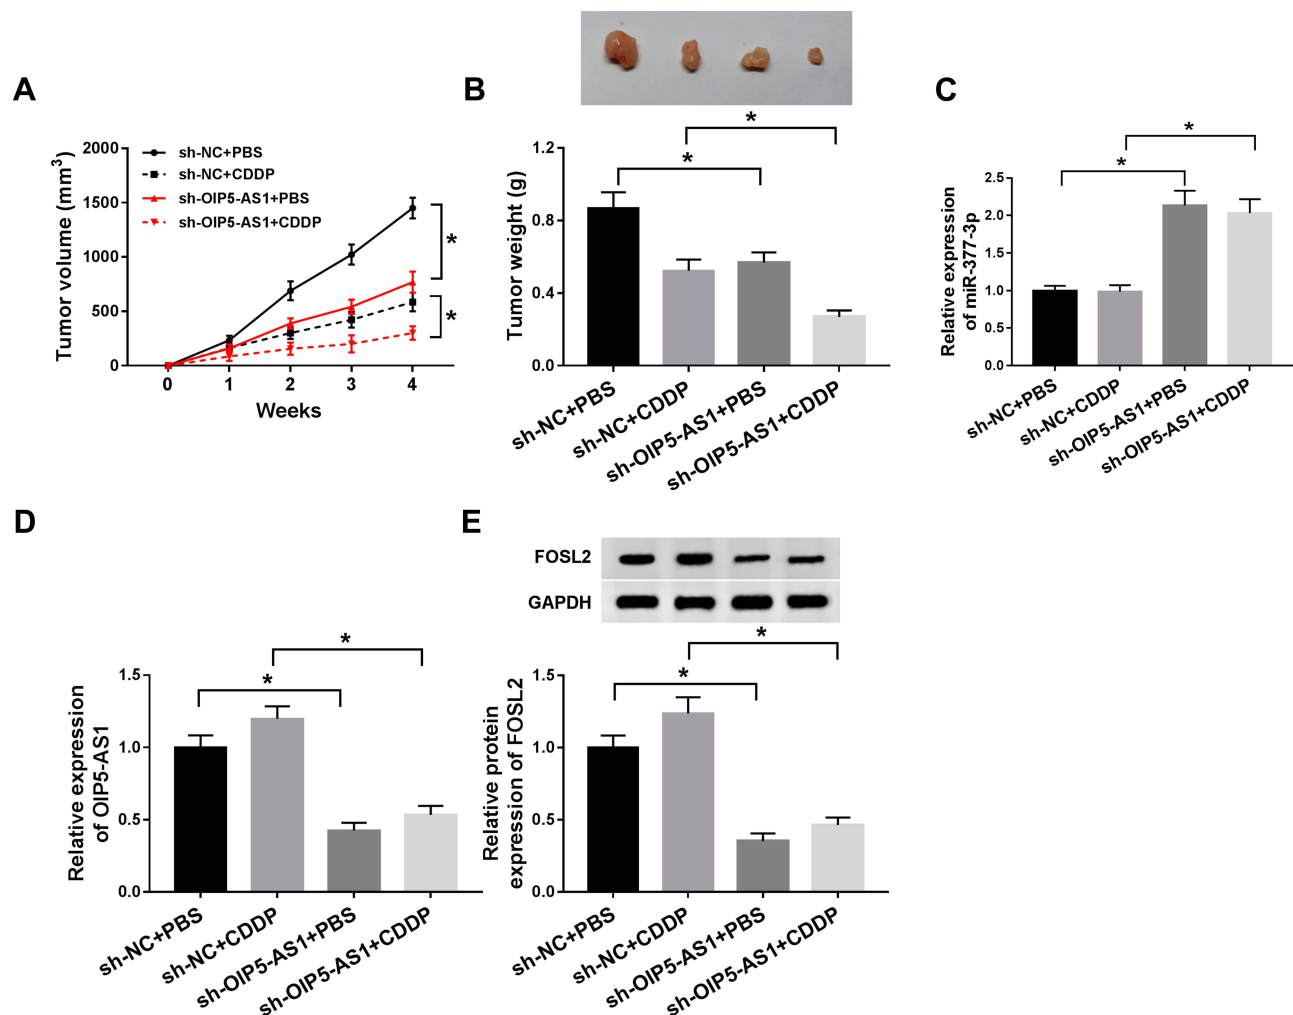 A
Tumor volume (mm3)
2000
1500
1000
500
0
sh-NC+PBS
sh-NC+CDDP
sh-OIP5-AS1+PBS
sh-OIP5-AS1+CDDP
*
*
0 1 2 3 4
Weeks
B
*
*
Tumor weight (g)
1.2
0.8
0.4
0.0
sh-NC+PBS
sh-NC+CDDP
sh-OIP5-AS1+PBS
sh-OIP5-AS1+CDDP
C
*
*
Relative expression
of miR-377-3p
2.5
2.0
1.5
1.0
0.5
0.0
sh-NC+PBS
sh-NC+CDDP
sh-OIP5-AS1+PBS
sh-OIP5-AS1+CDDP
D
*
*
Relative expression
of OIP5-AS1
1.5
1.0
0.5
0.0
sh-NC+PBS
sh-NC+CDDP
sh-OIP5-AS1+PBS
sh-OIP5-AS1+CDDP
E
FOSL2
GAPDH
*
*
Relative protein
expression of FOSL2
1.5
1.0
0.5
0.0
sh-NC+PBS
sh-NC+CDDP
sh-OIP5-AS1+PBS
sh-OIP5-AS1+CDDP